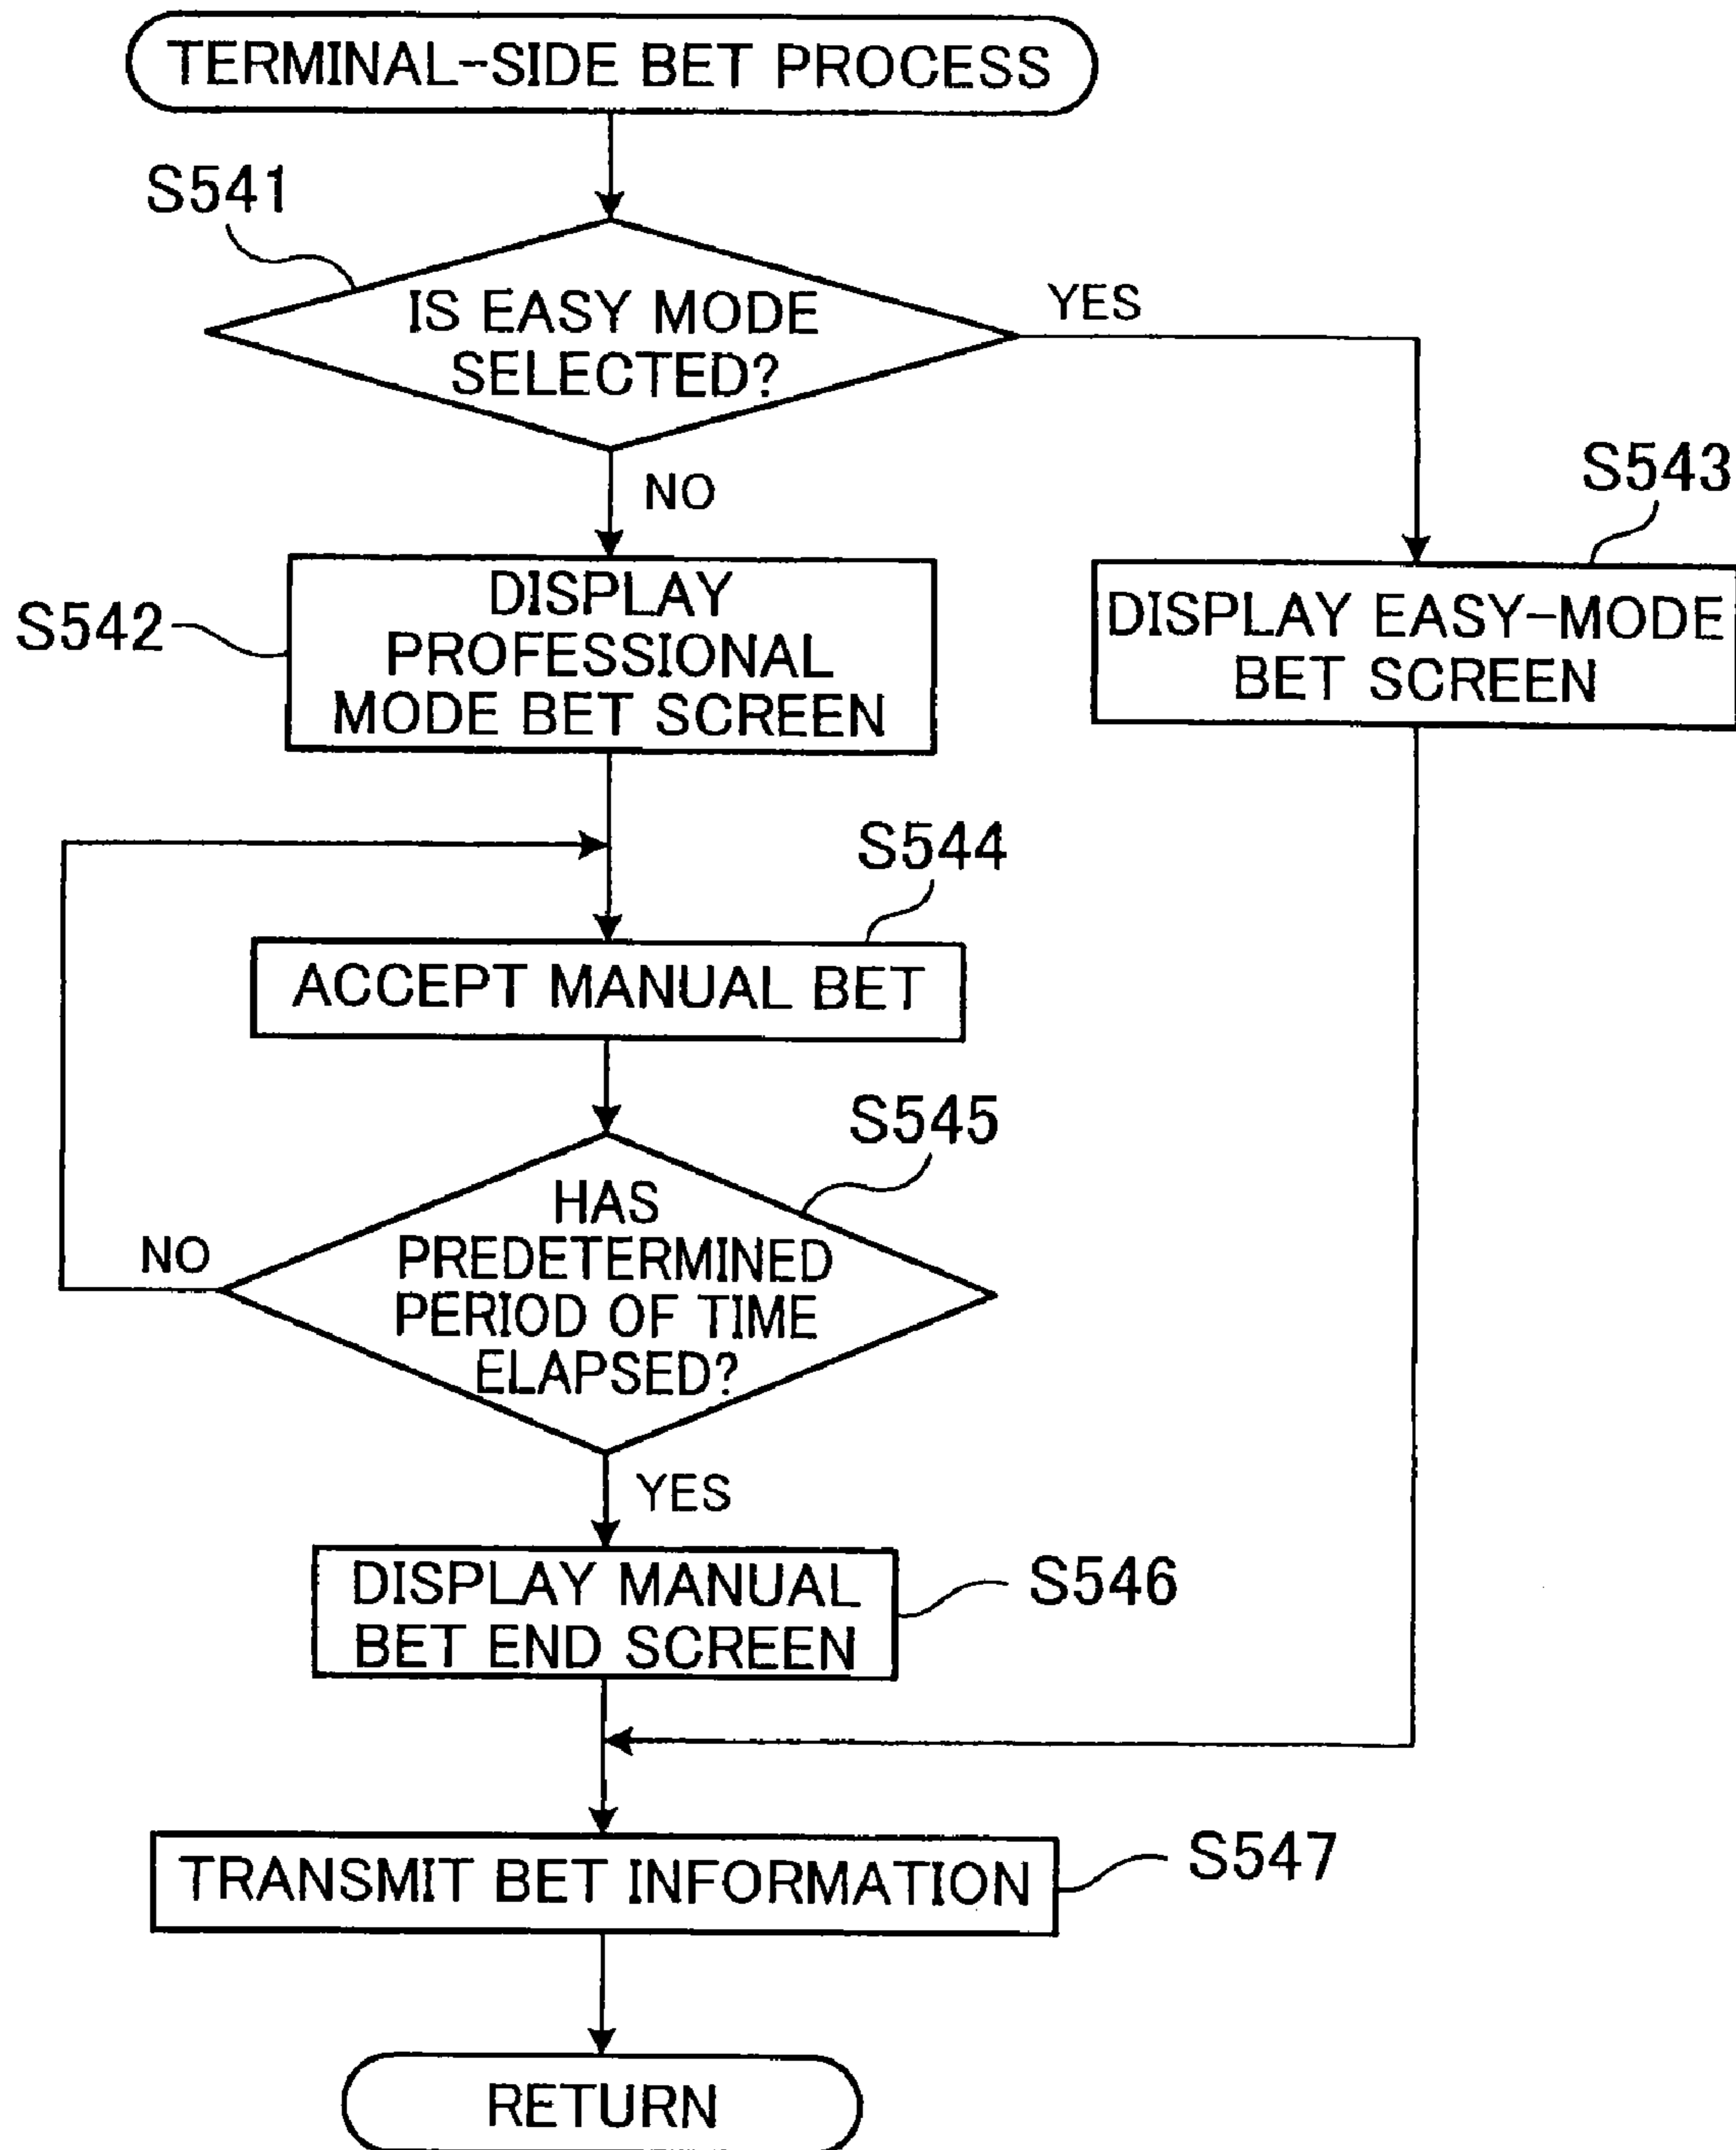 TERMINAL-SIDE BET PROCESS
S541
IS EASY MODE
SELECTED?
YES
NO
S543
S542
DISPLAY
PROFESSIONAL
MODE BET SCREEN
DISPLAY EASY-MODE
BET SCREEN
S544
ACCEPT MANUAL BET
S545
HAS
PREDETERMINED
PERIOD OF TIME
ELAPSED?
NO
YES
DISPLAY MANUAL
BET END SCREEN
S546
TRANSMIT BET INFORMATION
S547
RETURN